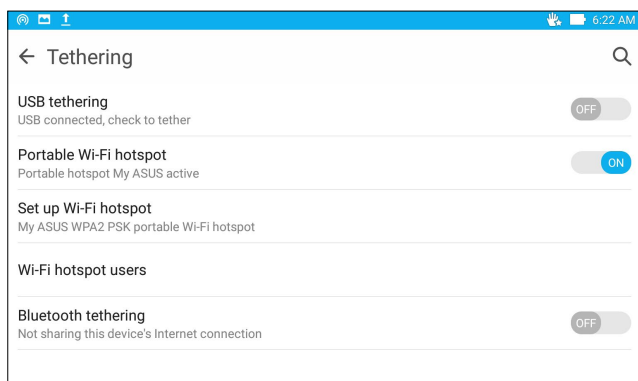 6:22 AM
Tethering
USB tethering
USB connected, check to tether
OFF
Portable Wi-Fi hotspot
Portable hotspot My ASUS active
ON
Set up Wi-Fi hotspot
My ASUS WPA2 PSK portable Wi-Fi hotspot
Wi-Fi hotspot users
Bluetooth tethering
Not sharing this device's Internet connection
OFF